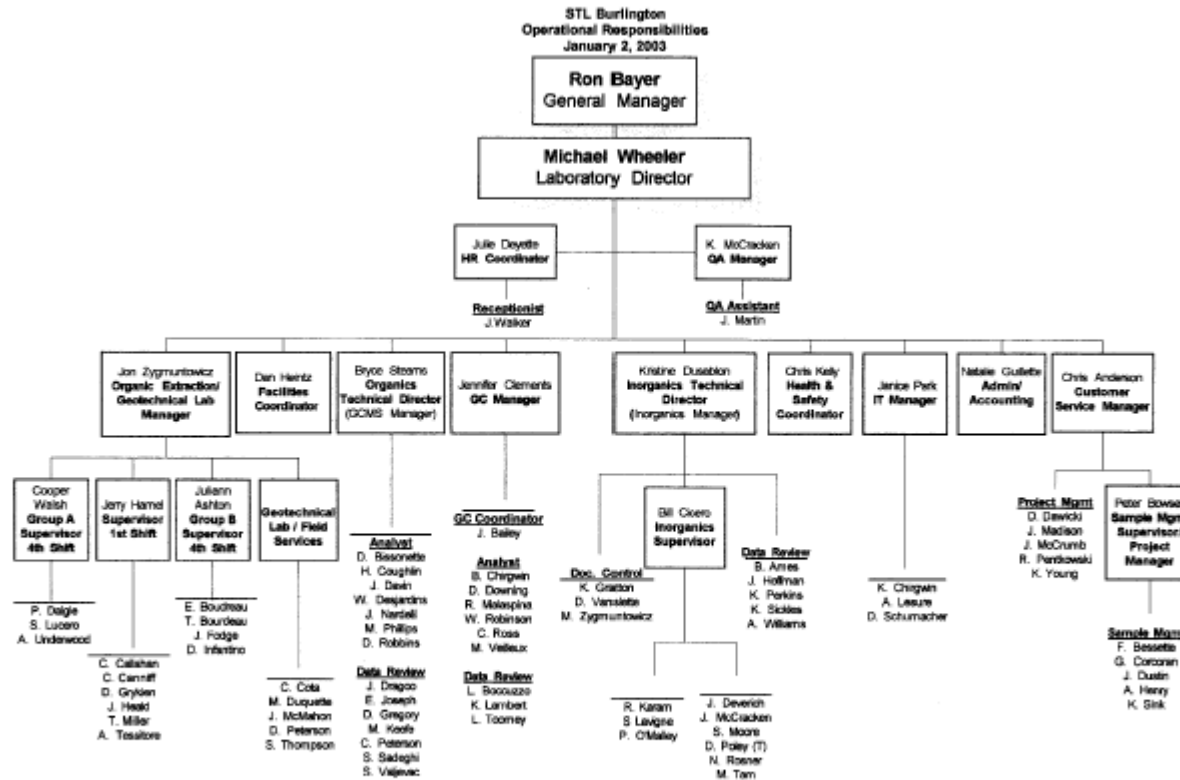 STL Burlington
Operational Responsibilities
January 2, 2003
Ron Bayer
General Manager
Michael Wheeler
Laboratory Director
Julie Deyette
HR Coordinator
K. McCracken
QA Manager
Receptionist
J.Walker
QA Assistant
J. Martin
Jon Zygmuntowicz
Organic Extraction/
Geotechnical Lab
Manager
Dan Heintz
Facilities
Coordinator
Bryce Stearns
Organics
Technical Director
(GCMS Manager)
Jennifer Clements
GC Manager
Kristine Dusablon
Inorganics Technical
Director
(Inorganics Manager)
Chris Kelly
Health &
Safety
Coordinator
Janice Park
IT Manager
Natalie
Admin/
Accounting
Chris Anderson
Customer
Service Manager
Cooper
Walsh
Group A
Supervisor
4th Shift
Jerry Hamel
Supervisor
1st Shift
Juliann
Ashton
Group B
Supervisor
4th Shift
Geotechnical
Lab / Field
Services
P. Daigle
S. Lucero
A. Underwood
C. Callahan
C. Canniff
D. Grykien
J. Heald
T. Miller
A. Tessitore
E. Boudreau
T. Bourdeau
J. Fodge
D. Infantino
C. Cota
M. Duquette
J. McMahon
D. Peterson
S. Thompson
Analyst
D. Bissonette
H. Coughlin
J. Davin
W. Desjardins
J. Nardelli
M. Phillips
D. Robbins
Data Review
J. Dragoo
E. Joseph
D. Gregory
M. Keefe
C. Peterson
S. Sadeghi
S. Valjevac
GC Coordinator
J. Bailey
Analyst
B. Chirgwin
D. Downing
R. Malaspina
W. Robinson
C. Ross
M. Veilleux
Data Review
L. Boccuzzo
K. Lambert
L. Toomey
Doc. Control
K. Gratton
D. Vanslette
M. Zygmuntowicz
Bill Cicero
Inorganics
Supervisor
R. Karam
S Lavigne
P. O'Malley
J. Deverich
J. McCracken
S. Moore
D. Poley (T)
N. Rosner
M. Tam
Data Review
B. Ames
J. Hoffman
K. Perkins
K. Sickles
A. Williams
K. Chirgwin
A. Lesure
D. Schumacher
Project Mgmt
D. Dawicki
J. Madison
J. McCrumb
R. Pentkowski
K. Young
Peter Bowser
Sample Mgmt
Supervisor/
Project
Manager
Sample Mgmt
F. Bessette
G. Corcoran
J. Dustin
A. Henry
K. Sink